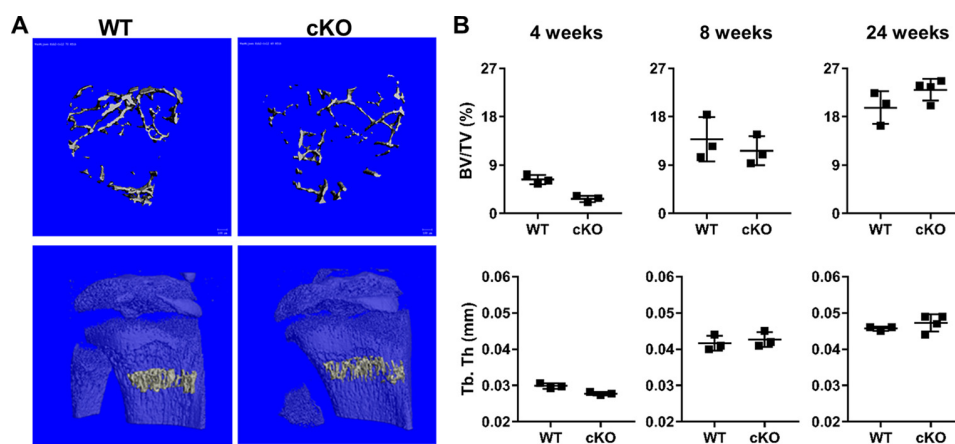 A
WT
cKO
B
4 weeks
8 weeks
24 weeks
BV/TV (%)
27
18
9
0
WT
cKO
WT
cKO
27
18
9
0
WT
cKO
27
18
9
0
Tb. Th (mm)
0.06
0.05
0.04
0.03
0.02
WT
cKO
0.06
0.05
0.04
0.03
0.02
WT
cKO
0.06
0.05
0.04
0.03
0.02
WT
cKO